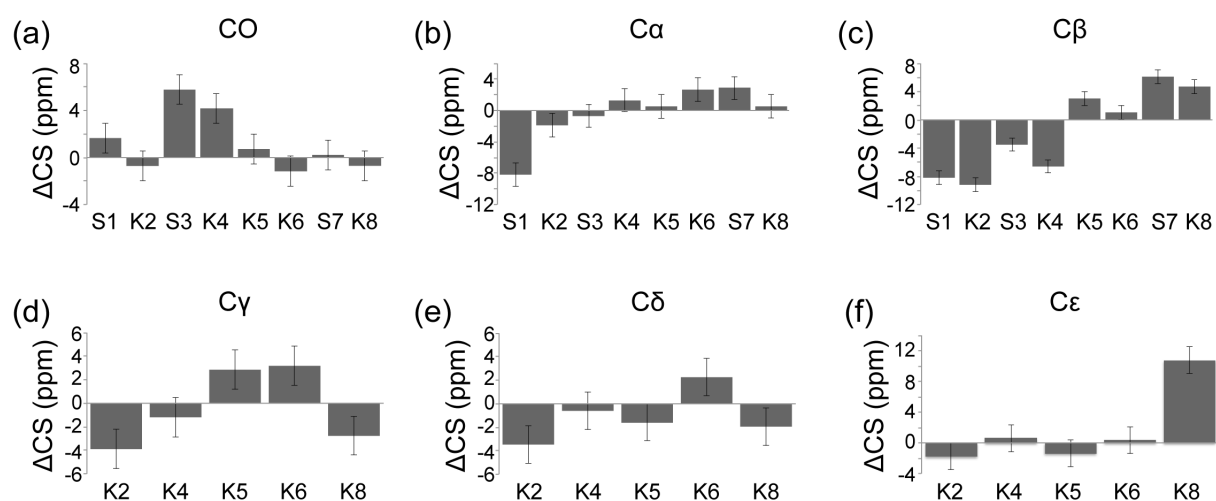 (a) CO
ΔCS (ppm)
8
4
0
-4
S1 K2 S3 K4 K5 K6 S7 K8
(b) Cα
ΔCS (ppm)
4
0
-4
-8
-12
S1 K2 S3 K4 K5 K6 S7 K8
(c) Cβ
ΔCS (ppm)
8
4
0
-4
-8
-12
S1 K2 S3 K4 K5 K6 S7 K8
(d) Cγ
ΔCS (ppm)
6
4
2
0
-2
-4
-6
K2 K4 K5 K6 K8
(e) Cδ
ΔCS (ppm)
6
4
2
0
-2
-4
-6
K2 K4 K5 K6 K8
(f) Cε
ΔCS (ppm)
12
8
4
0
-4
K2 K4 K5 K6 K8